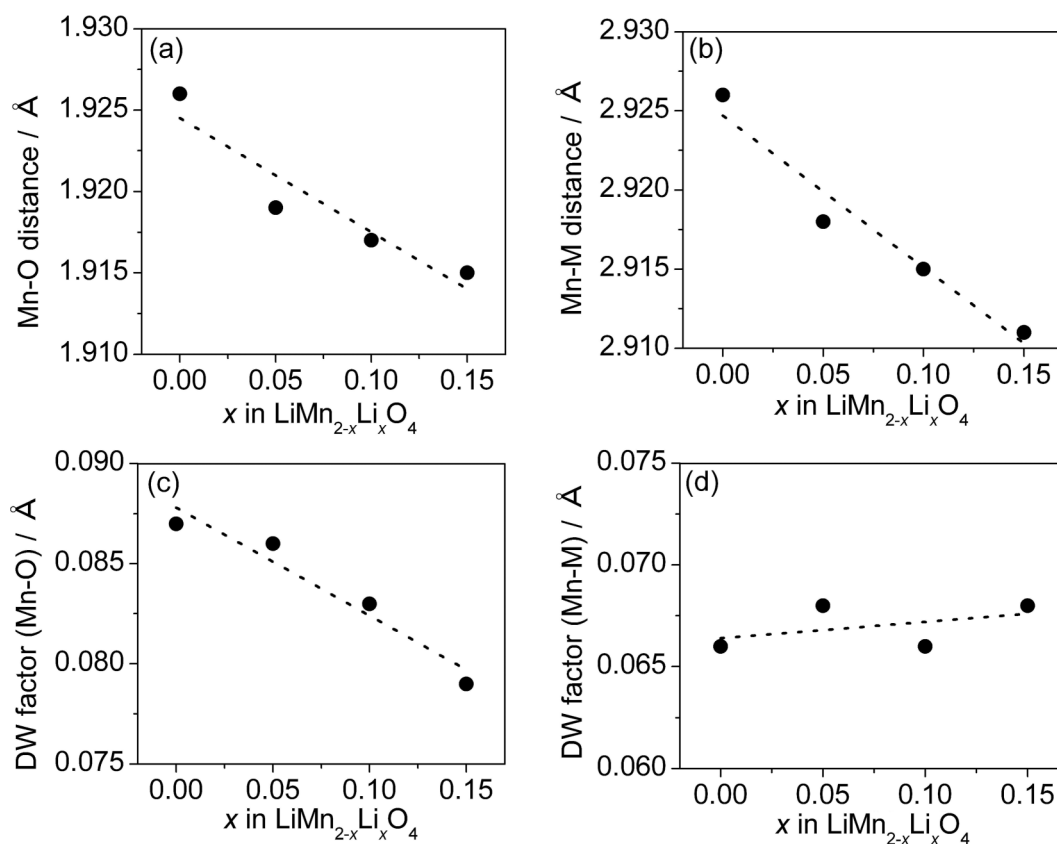 (a)
Mn-O distance / Å
1.930
1.925
1.920
1.915
1.910
0.00 0.05 0.10 0.15
x in LiMn2-xLixO4
(b)
Mn-M distance / Å
2.930
2.925
2.920
2.915
2.910
0.00 0.05 0.10 0.15
x in LiMn2-xLixO4
(c)
DW factor (Mn-O) / Å
0.090
0.085
0.080
0.075
0.00 0.05 0.10 0.15
x in LiMn2-xLixO4
(d)
DW factor (Mn-M) / Å
0.075
0.070
0.065
0.060
0.00 0.05 0.10 0.15
x in LiMn2-xLixO4